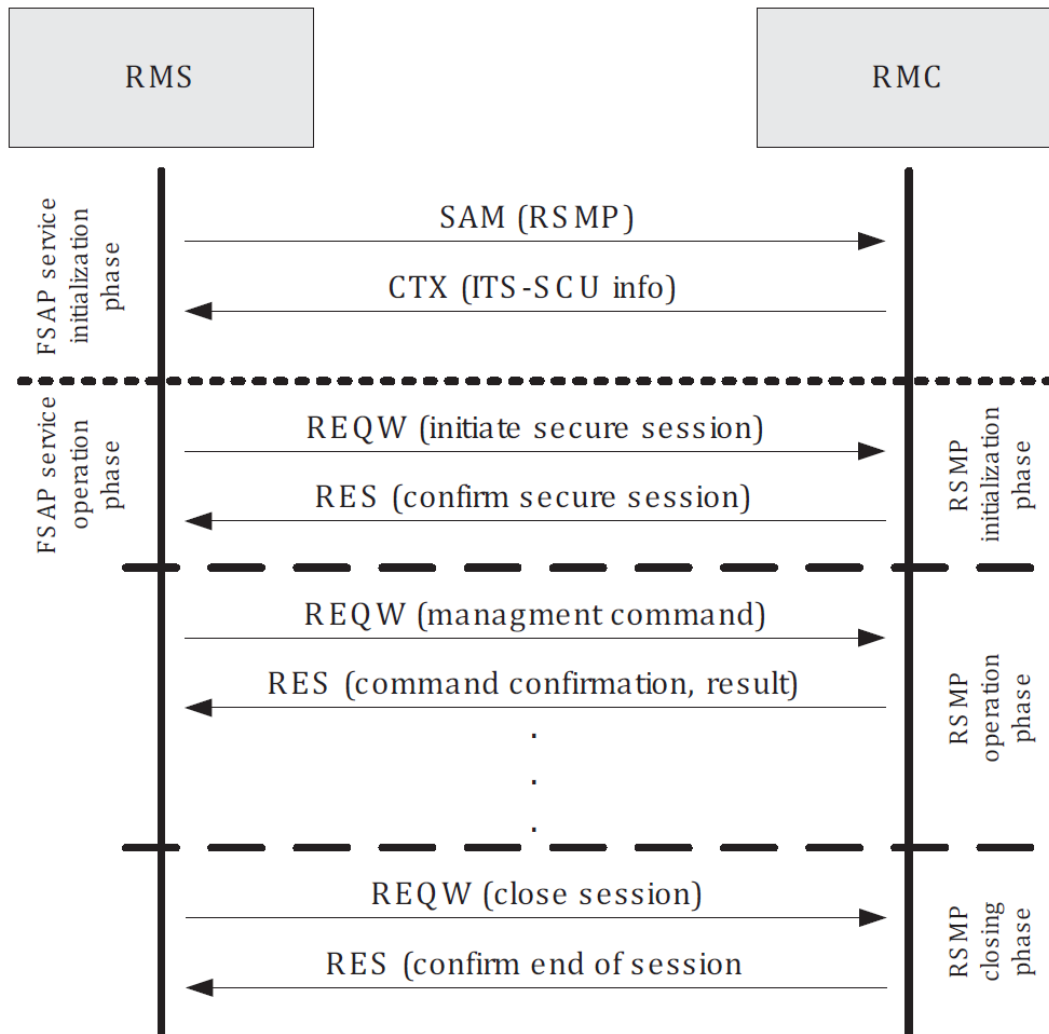 RMS
RMC
FSAP service
initialization
phase
SAM (RSMP)
CTX (ITS-SCU info)
FSAP service
operation
phase
REQW (initiate secure session)
RES (confirm secure session)
RSMP
initialization
phase
REQW (managment command)
RES (command confirmation, result)
.
.
.
RSMP
operation
phase
REQW (close session)
RES (confirm end of session
RSMP
closing
phase